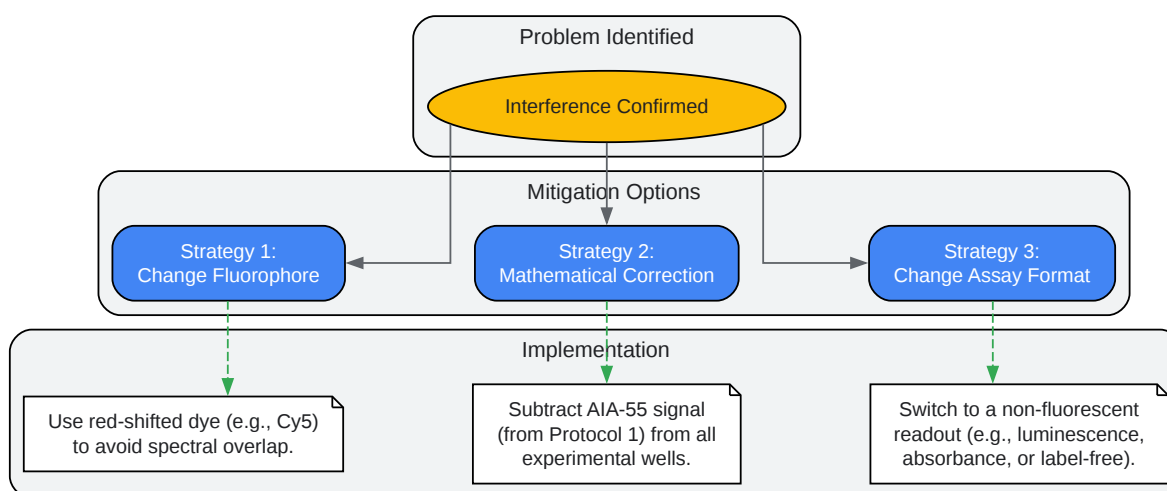 Problem Identified
Interference Confirmed
Mitigation Options
Strategy 1:
Change Fluorophore
Strategy 2:
Mathematical Correction
Strategy 3:
Change Assay Format
Implementation
Use red-shifted dye (e.g., Cy5)
to avoid spectral overlap.
Subtract AIA-55 signal
(from Protocol 1) from all
experimental wells.
Switch to a non-fluorescent
readout (e.g., luminescence,
absorbance, or label-free).